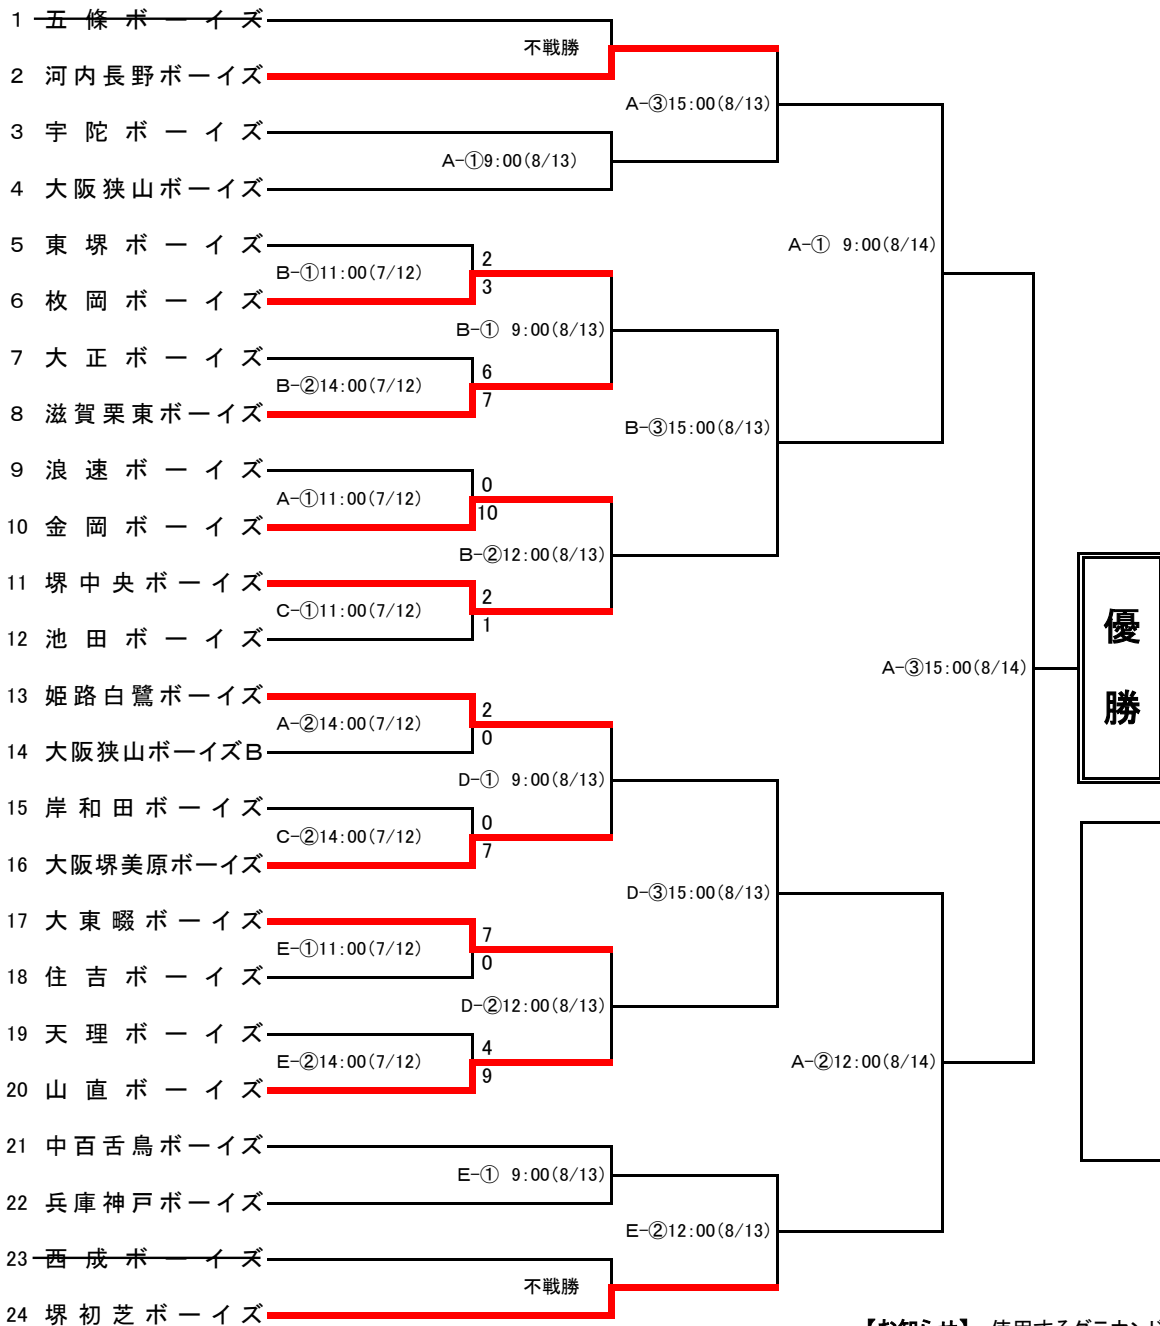 1 五條ボーイズ
不戦勝
2 河内長野ボーイズ
A-③15:00(8/13)
3 宇陀ボーイズ
A-①9:00(8/13)
4 大阪狭山ボーイズ
5 東堺ボーイズ
A-① 9:00(8/14)
2
B-①11:00(7/12)
3
6 枚岡ボーイズ
B-① 9:00(8/13)
7 大正ボーイズ
6
B-②14:00(7/12)
7
8 滋賀栗東ボーイズ
B-③15:00(8/13)
9 浪速ボーイズ
0
A-①11:00(7/12)
10
10 金岡ボーイズ
B-②12:00(8/13)
11 堺中央ボーイズ
2
C-①11:00(7/12)
1
12 池田ボーイズ
優
勝
A-③15:00(8/14)
13 姫路白鷺ボーイズ
2
A-②14:00(7/12)
0
14 大阪狭山ボーイズB
D-① 9:00(8/13)
15 岸和田ボーイズ
0
C-②14:00(7/12)
7
16 大阪堺美原ボーイズ
D-③15:00(8/13)
17 大東畷ボーイズ
7
E-①11:00(7/12)
0
18 住吉ボーイズ
D-②12:00(8/13)
19 天理ボーイズ
4
E-②14:00(7/12)
9
A-②12:00(8/14)
20 山直ボーイズ
21 中百舌鳥ボーイズ
E-① 9:00(8/13)
22 兵庫神戸ボーイズ
E-②12:00(8/13)
23 西成ボーイズ
不戦勝
24 堺初芝ボーイズ
【お知らせ】 使用するグラウンド